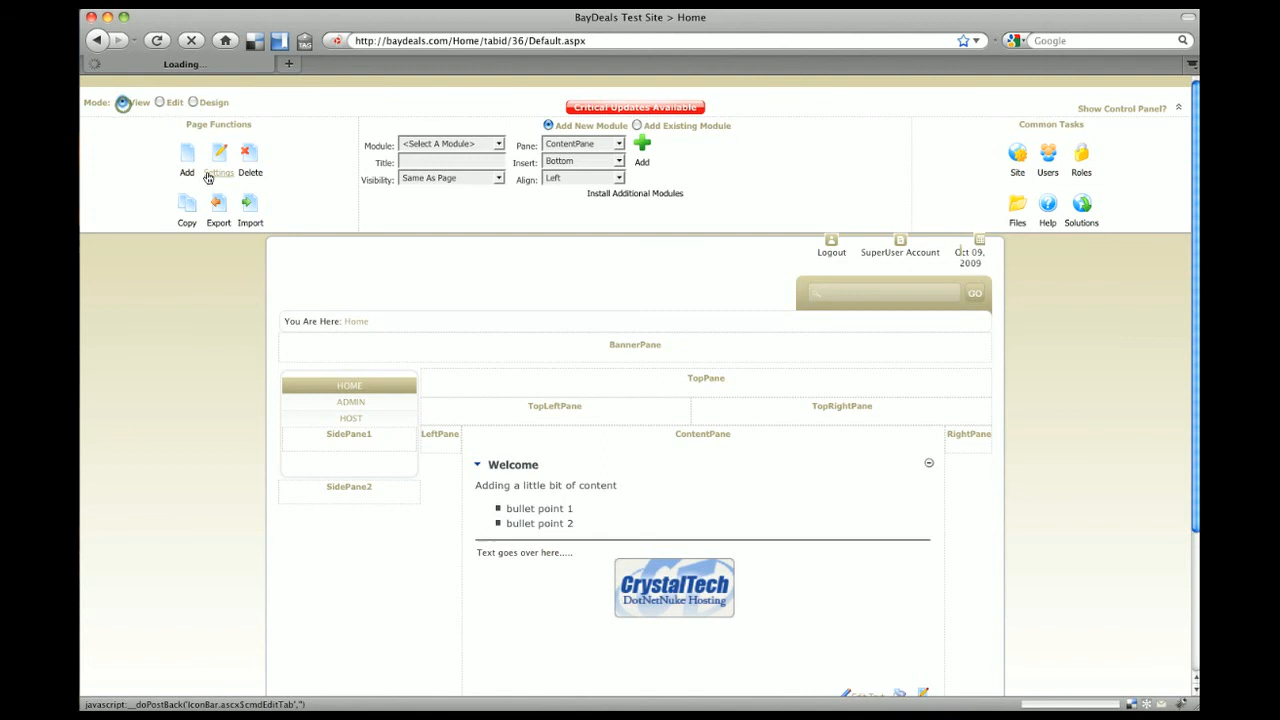 BayDeals Test Site > Home
TAG
http://baydeals.com/Home/tabid/36/Default.aspx
Google
Loading...
Mode: View Edit Design
Critical Updates Available
Show Control Panel?
Page Functions
Add New Module Add Existing Module
Common Tasks
Module: <Select A Module> Pane: ContentPane
Title: Insert: Bottom Add
Visibility: Same As Page Align: Left
Add Settings Delete
Site Users Roles
Install Additional Modules
Copy Export Import
Files Help Solutions
Logout SuperUser Account Oct 09,
2009
GO
You Are Here: Home
BannerPane
TopPane
HOME
ADMIN
HOST
TopLeftPane TopRightPane
SidePane1 LeftPane ContentPane RightPane
Welcome
Adding a little bit of content
SidePane2
bullet point 1
bullet point 2
Text goes over here.....
CrystalTech
DotNetNuke Hosting
Edit Text
javascript:__doPostBack('IconBar.ascx$cmdEditTab','')